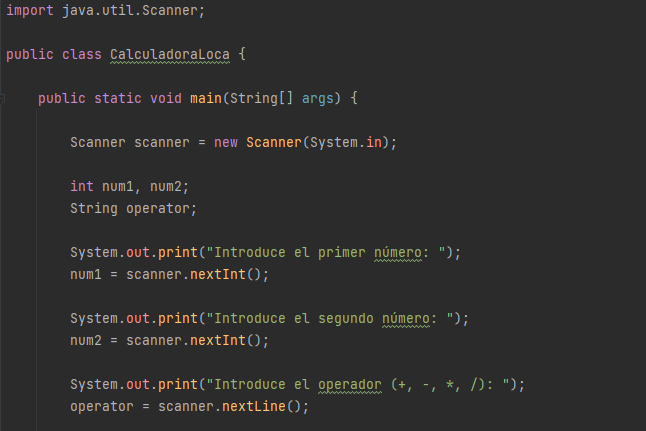 import java.util.Scanner;
public class CalculadoraLoca {
public static void main(String[] args) {
Scanner scanner = new Scanner(System.in);
int num1, num2;
String operator;
System.out.print("Introduce el primer número: ");
num1 = scanner.nextInt();
System.out.print("Introduce el segundo número: ");
num2 = scanner.nextInt();
System.out.print("Introduce el operador (+, -, *, /): ");
operator = scanner.nextLine();